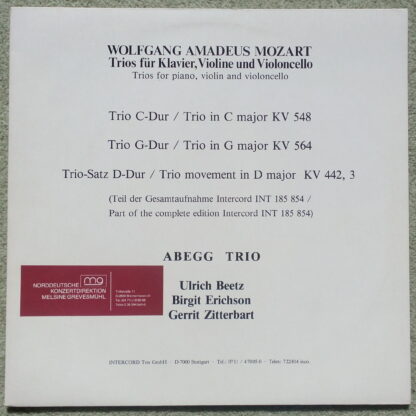 WOLFGANG AMADEUS MOZART
Trios für Klavier, Violine und Violoncello
Trios for piano, violin and violoncello
Trio C-Dur / Trio in C major KV 548
Trio G-Dur / Trio in G major KV 564
Trio-Satz D-Dur / Trio movement in D major KV 442, 3
(Teil der Gesamtaufnahme Intercord INT 185 854 /
Part of the complete edition Intercord INT 185 854)
ABEGG TRIO
NORDDEUTSCHE
KONZERTDIREKTION
MELSINE GREVESMÜHL
mg
Ulrich Beetz
Birgit Erichson
Gerrit Zitterbart
INTERCORD Ton GmbH · D-7000 Stuttgart